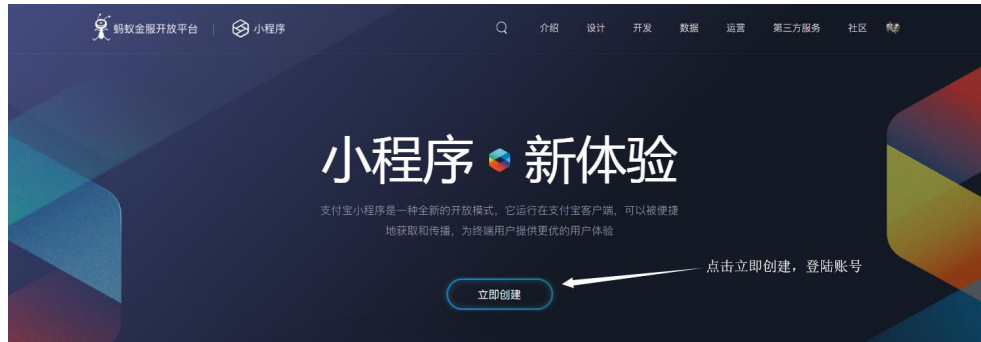 蚂蚁金服开放平台 小程序 介绍 设计 开发 数据 运营 第三方服务 社区
小程序 新体验
支付宝小程序是一种全新的开放模式，它运行在支付宝客户端，可以被便捷
地获取和传播，为终端用户提供更优的用户体验
点击立即创建，登陆账号
立即创建